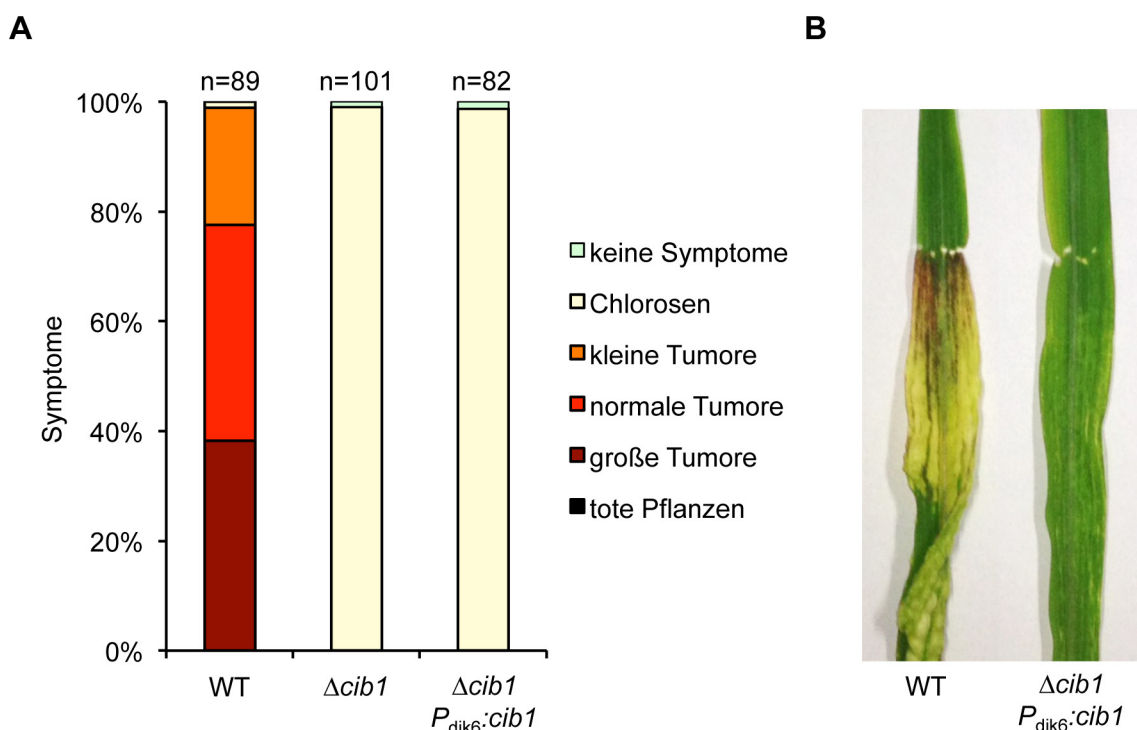 A
B
n=89
n=101
n=82
100%
80%
60%
40%
20%
0%
Symptome
keine Symptome
Chlorosen
kleine Tumore
normale Tumore
große Tumore
tote Pflanzen
WT
Δcib1
Δcib1
Pdik6:cib1
WT
Δcib1
Pdik6:cib1